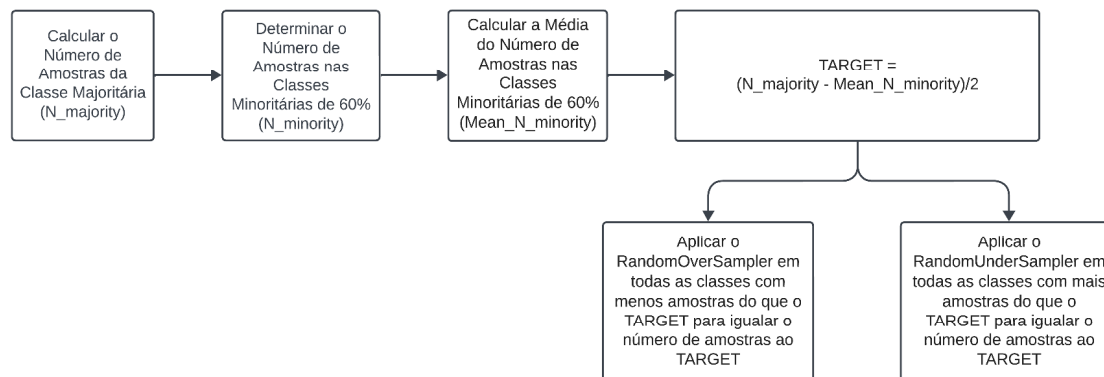 Calcular o
Número de
Amostras da
Classe Majoritária
(N_majority)
Determinar o
Número de
Amostras nas
Classes
Minoritárias de 60%
(N_minority)
Calcular a Média
do Número de
Amostras nas
Classes
Minoritárias de 60%
(Mean_N_minority)
TARGET =
(N_majority - Mean_N_minority)/2
Aplicar o
RandomOverSampler em
todas as classes com
menos amostras do que o
TARGET para igualar o
número de amostras ao
TARGET
Aplicar o
RandomUnderSampler em
todas as classes com mais
amostras do que o
TARGET para igualar o
número de amostras ao
TARGET